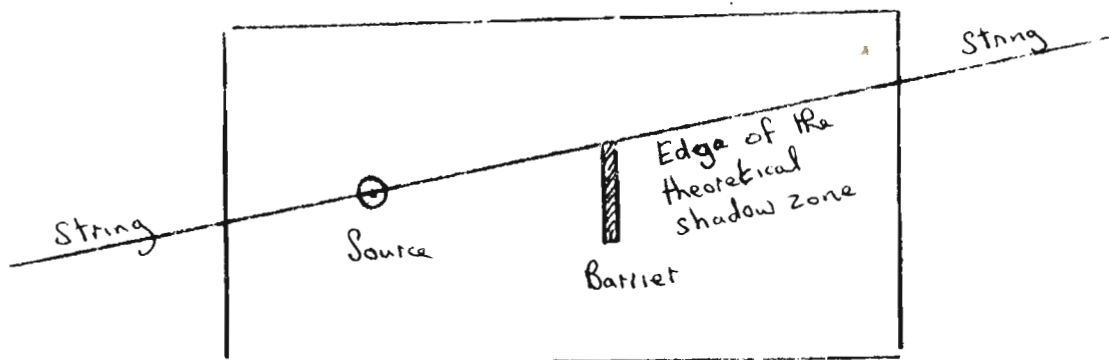 String
Edge of the
theoretical
shadow zone
String
Source
Barrier